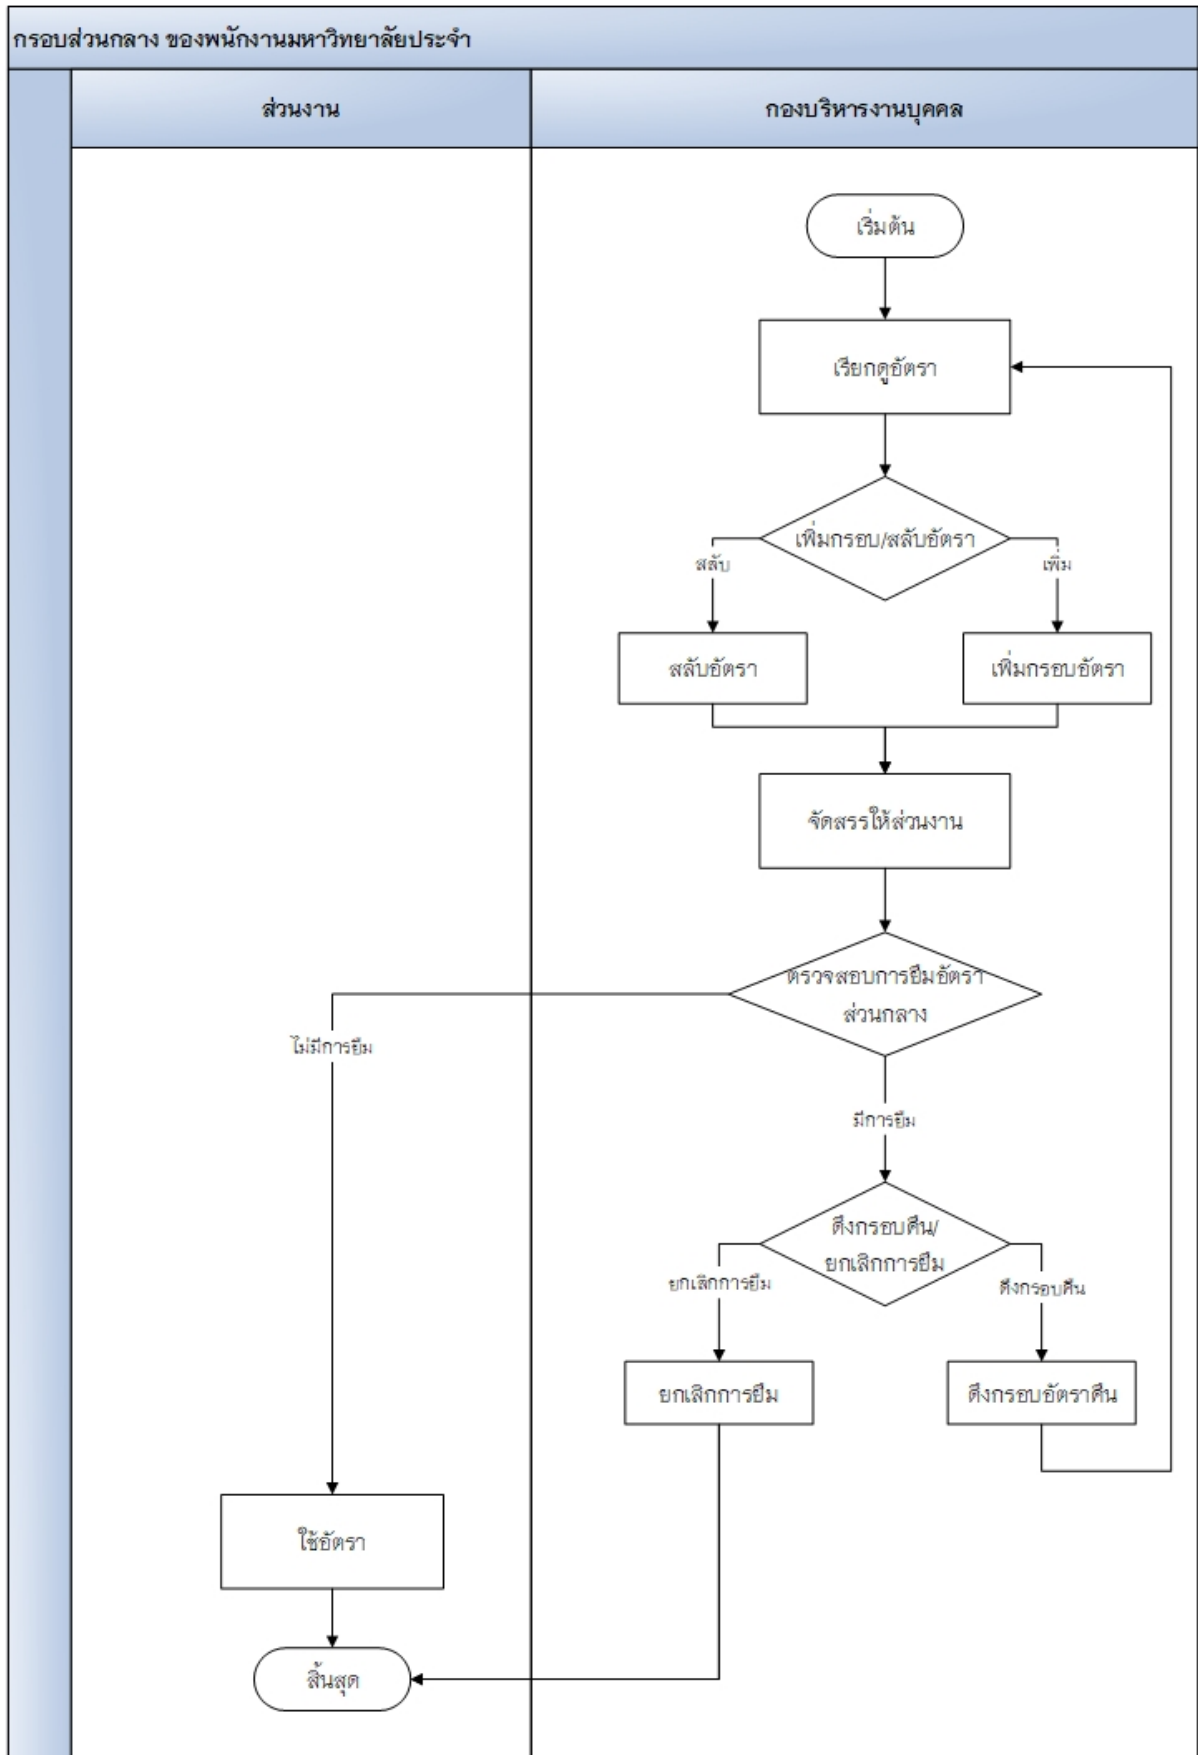 กรอบส่วนกลาง ของพนักงานมหาวิทยาลัยประจำ
ส่วนงาน
กองบริหารงานบุคคล
เริ่มต้น
เรียกดูอัตรา
เพิ่มกรอบ/สลับอัตรา
สลับ
เพิ่ม
สลับอัตรา
เพิ่มกรอบอัตรา
จัดสรรให้ส่วนงาน
ตรวจสอบการยืมอัตรา
ส่วนกลาง
ไม่มีการยืม
มีการยืม
ดึงกรอบคืน/
ยกเลิกการยืม
ยกเลิกการยืม
ดึงกรอบคืน
ยกเลิกการยืม
ดึงกรอบอัตราคืน
ใช้อัตรา
สิ้นสุด